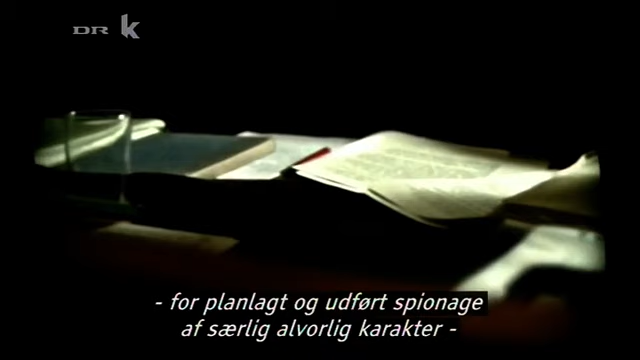 DR k
- for planlagt og udført spionage
af særlig alvorlig karakter -